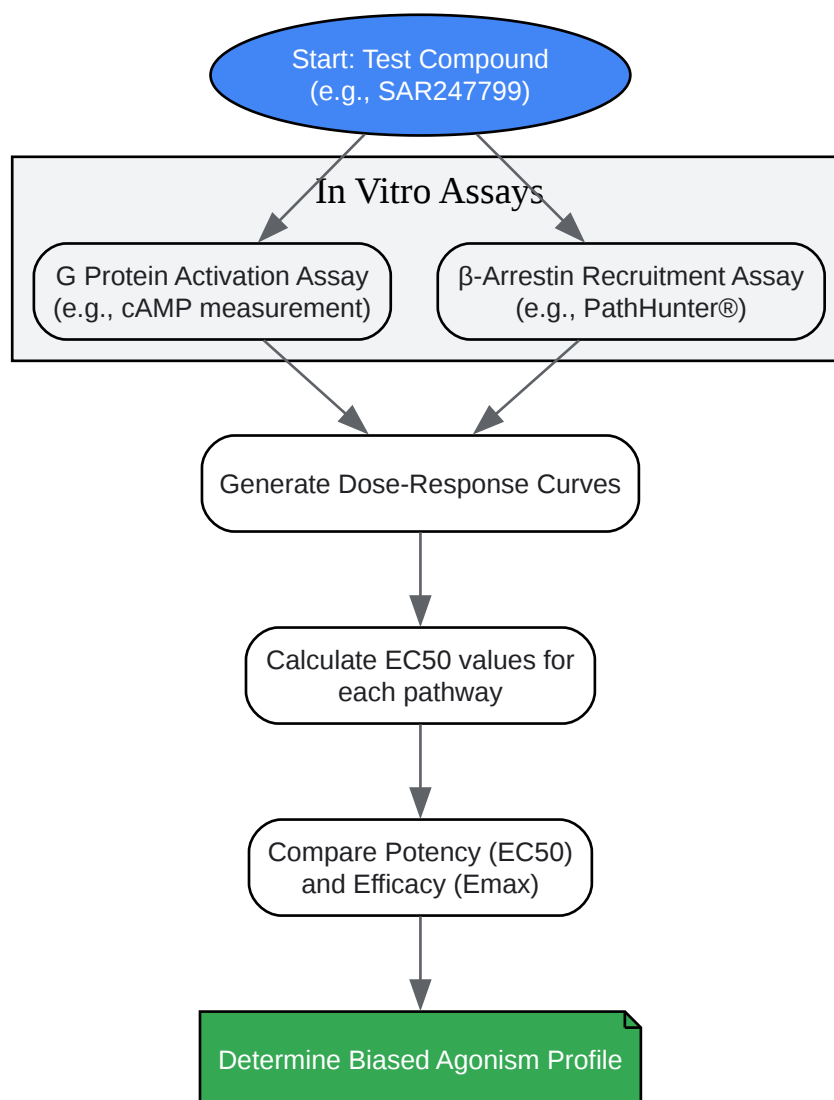 Start: Test Compound
(e.g., SAR247799)
In Vitro Assays
G Protein Activation Assay
(e.g., cAMP measurement)
β-Arrestin Recruitment Assay
(e.g., PathHunter®)
Generate Dose-Response Curves
Calculate EC50 values for
each pathway
Compare Potency (EC50)
and Efficacy (Emax)
Determine Biased Agonism Profile